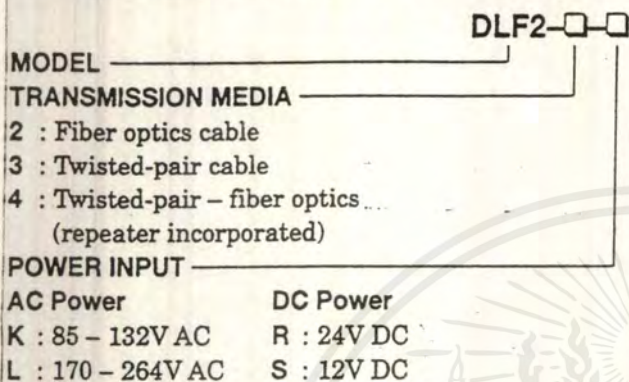 DLF2-☐-☐
MODEL
TRANSMISSION MEDIA
2 : Fiber optics cable
3 : Twisted-pair cable
4 : Twisted-pair – fiber optics
(repeater incorporated)
POWER INPUT
AC Power DC Power
K : 85 – 132V AC R : 24V DC
L : 170 – 264V AC S : 12V DC